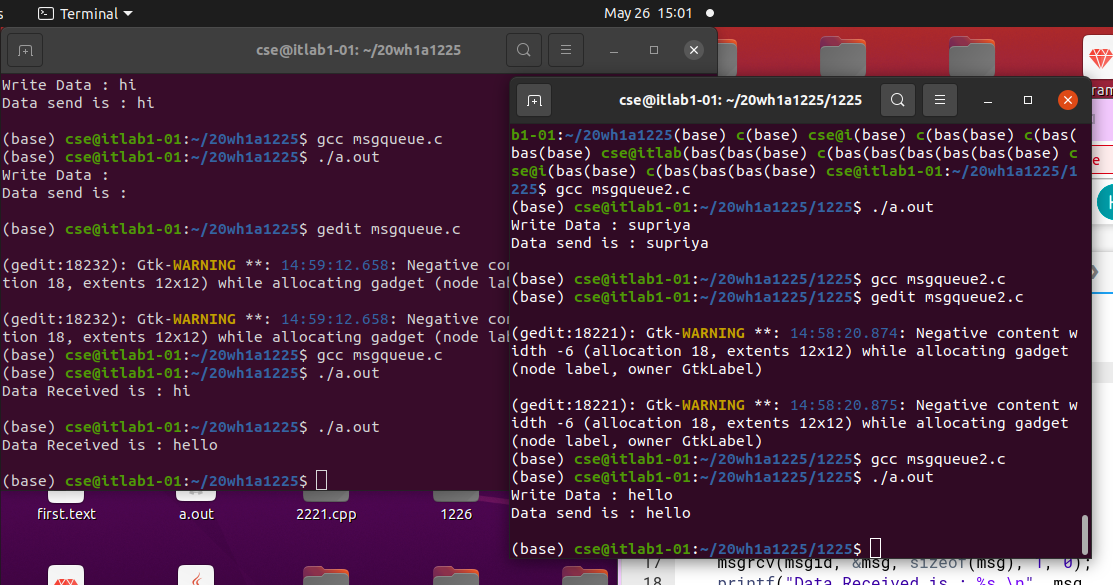 s Terminal May 26 15:01
cse@itlab1-01: ~/20wh1a1225
Write Data : hi
Data send is : hi
(base) cse@itlab1-01:~/20wh1a1225$ gcc msgqueue.c
(base) cse@itlab1-01:~/20wh1a1225$ ./a.out
Write Data :
Data send is :
(base) cse@itlab1-01:~/20wh1a1225$ gedit msgqueue.c
(gedit:18232): Gtk-WARNING **: 14:59:12.658: Negative con
tion 18, extents 12x12) while allocating gadget (node lab
(gedit:18232): Gtk-WARNING **: 14:59:12.658: Negative con
tion 18, extents 12x12) while allocating gadget (node lab
(base) cse@itlab1-01:~/20wh1a1225$ gcc msgqueue.c
(base) cse@itlab1-01:~/20wh1a1225$ ./a.out
Data Received is : hi
(base) cse@itlab1-01:~/20wh1a1225$ ./a.out
Data Received is : hello
(base) cse@itlab1-01:~/20wh1a1225$
cse@itlab1-01: ~/20wh1a1225/1225
b1-01:~/20wh1a1225(base) c(base) cse@i(base) c(bas(base) c(bas(
bas(base) cse@itlab(bas(bas(base) c(bas(bas(bas(bas(bas(base) c
se@i(bas(base) c(bas(bas(bas(base) cse@itlab1-01:~/20wh1a1225/1
225$ gcc msgqueue2.c
(base) cse@itlab1-01:~/20wh1a1225/1225$ ./a.out
Write Data : supriya
Data send is : supriya
(base) cse@itlab1-01:~/20wh1a1225/1225$ gcc msgqueue2.c
(base) cse@itlab1-01:~/20wh1a1225/1225$ gedit msgqueue2.c
(gedit:18221): Gtk-WARNING **: 14:58:20.874: Negative content w
idth -6 (allocation 18, extents 12x12) while allocating gadget
(node label, owner GtkLabel)
(gedit:18221): Gtk-WARNING **: 14:58:20.875: Negative content w
idth -6 (allocation 18, extents 12x12) while allocating gadget
(node label, owner GtkLabel)
(base) cse@itlab1-01:~/20wh1a1225/1225$ gcc msgqueue2.c
(base) cse@itlab1-01:~/20wh1a1225/1225$ ./a.out
Write Data : hello
Data send is : hello
(base) cse@itlab1-01:~/20wh1a1225/1225$
ram
e
first.text a.out 2221.cpp 1226
17 msgrcv(msgid, &msg, sizeof(msg), 1, 0);
18 printf("Data Received is : %s \n", msg